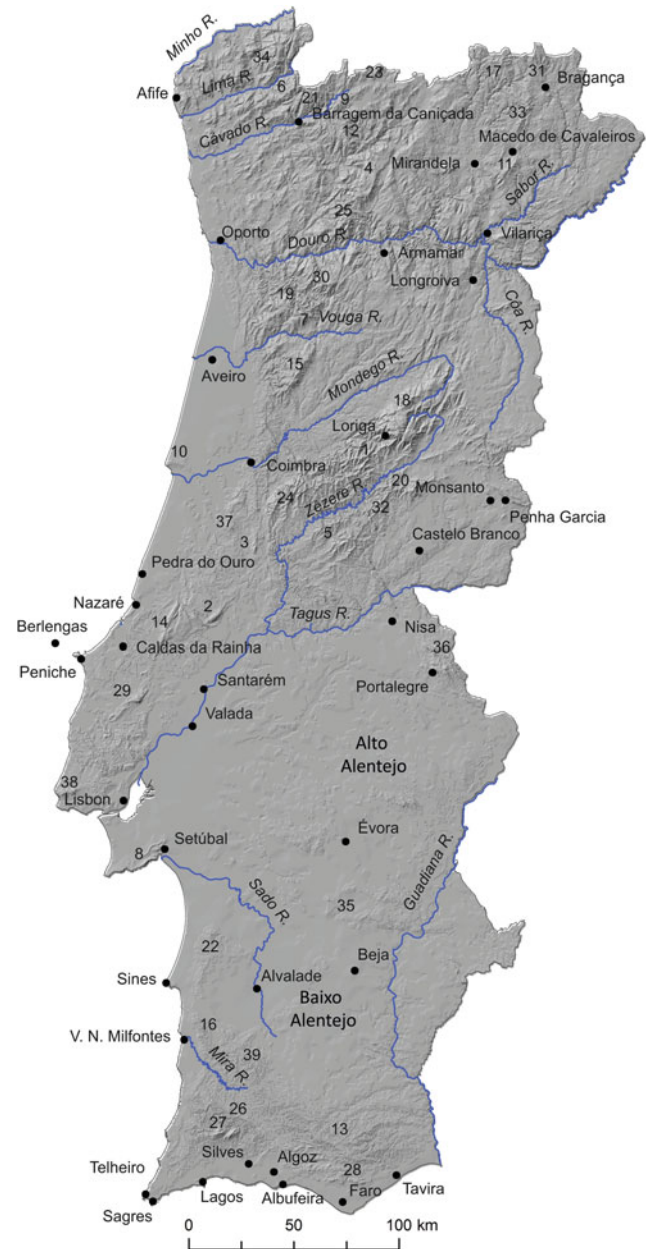 Minho R.
34
23
17
31
Lima R.
6
Bragança
Afife
21
9
Barragem da Caniçada
33
Cávado R.
12
Macedo de Cavaleiros
4
Mirandela
11
Sabor R.
25
Oporto
Douro R.
Vilariça
Armamar
30
Longroiva
19
Côa R.
7
Vouga R.
Aveiro
15
Mondego R.
18
Loriga
10
1
Coimbra
20
Zêzere R.
24
32
Monsanto
Penha Garcia
37
5
3
Castelo Branco
Pedra do Ouro
Nazaré
2
Tagus R.
14
Nisa
Berlengas
Caldas da Rainha
36
Peniche
Santarém
Portalegre
29
Valada
Alto
Alentejo
38
Lisbon
Évora
Setúbal
8
Guadiana R.
Sado R.
35
22
Beja
Sines
Alvalade
Baixo
Alentejo
16
V. N. Milfontes
39
Mira R.
26
27
13
Silves
Algoz
28
Telheiro
Lagos
Albufeira
Tavira
Faro
Sagres
0 50 100 km